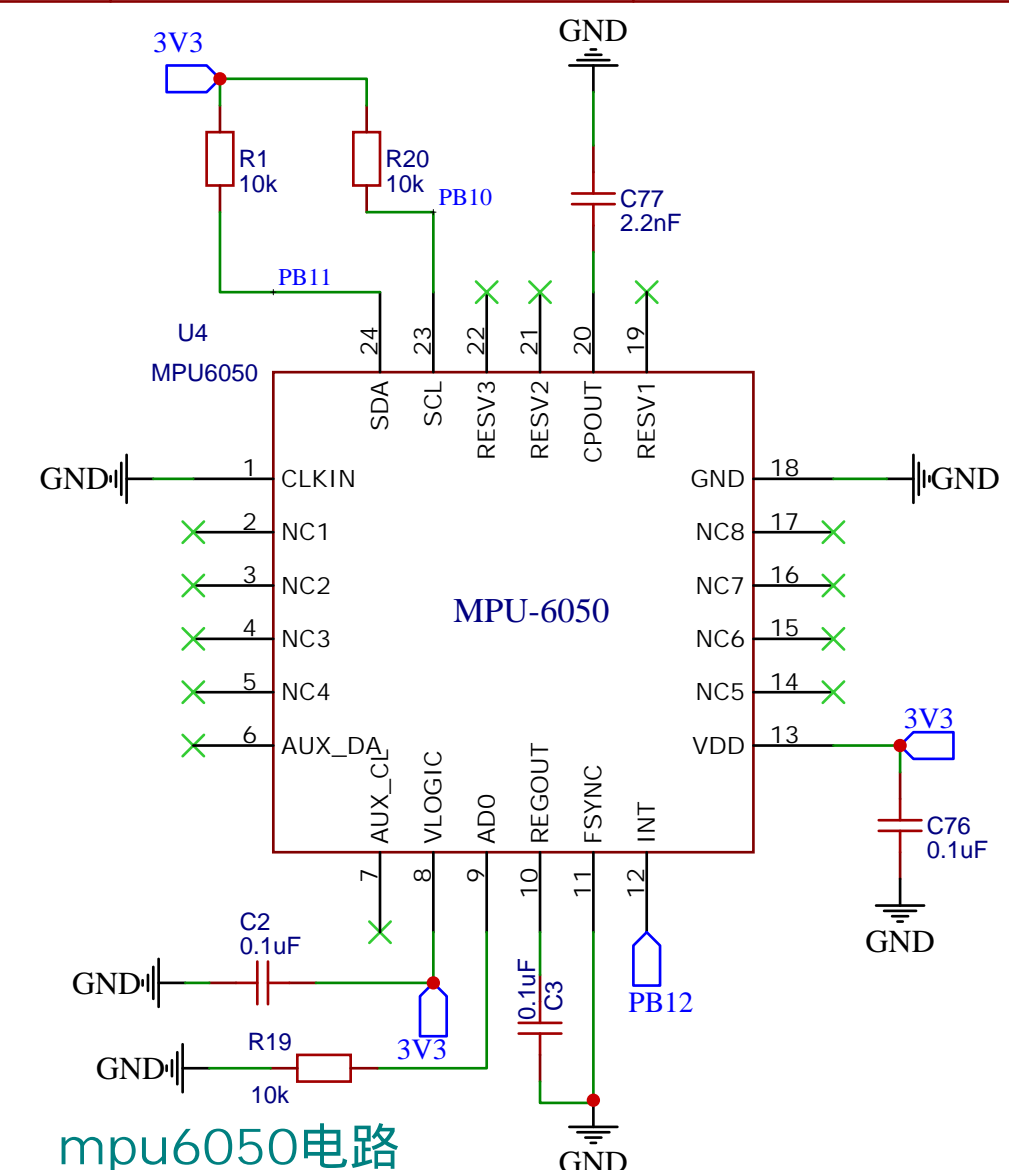 GND
3V3
R1
10k
R20
10k
PB10
C77
2.2nF
PB11
U4
MPU6050
24
23
22
21
20
19
SDA
SCL
RESV3
RESV2
CPOUT
RESV1
GND
1
CLKIN
GND
18
GND
2
NC1
NC8
17
3
NC2
NC7
16
MPU-6050
4
NC3
NC6
15
5
NC4
NC5
14
6
AUX_DA
VDD
13
3V3
AUX_CL
VLOGIC
AD0
REGOUT
FSYNC
INT
C76
0.1uF
7
8
9
10
11
12
GND
C2
0.1uF
GND
3V3
0.1uF
C3
PB12
R19
GND
10k
mpu6050电路
GND